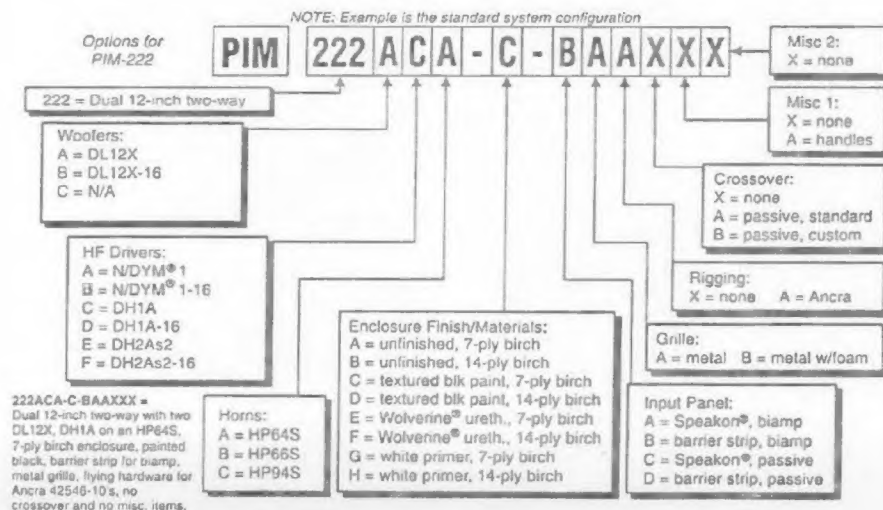 NOTE: Example is the standard system configuration
Options for
PIM-222
PIM 222 A C A - C - B A A X X X
Misc 2:
X = none
222 = Dual 12-inch two-way
Misc 1:
X = none
A = handles
Woofers:
A = DL12X
B = DL12X-16
C = N/A
Crossover:
X = none
A = passive, standard
B = passive, custom
HF Drivers:
A = N/DYM® 1
B = N/DYM® 1-16
C = DH1A
D = DH1A-16
E = DH2As2
F = DH2As2-16
Rigging:
X = none A = Ancra
Enclosure Finish/Materials:
A = unfinished, 7-ply birch
B = unfinished, 14-ply birch
C = textured blk paint, 7-ply birch
D = textured blk paint, 14-ply birch
E = Wolverine® ureth., 7-ply birch
F = Wolverine® ureth., 14-ply birch
G = white primer, 7-ply birch
H = white primer, 14-ply birch
Grille:
A = metal B = metal w/foam
222ACA-C-BAAXXX =
Dual 12-inch two-way with two
DL12X, DH1A on an HP64S,
7-ply birch enclosure, painted
black, barrier strip for biamp,
metal grille, flying hardware for
Ancra 42546-10's, no
crossover and no misc. items.
Horns:
A = HP64S
B = HP66S
C = HP94S
Input Panel:
A = Speakon®, biamp
B = barrier strip, biamp
C = Speakon®, passive
D = barrier strip, passive